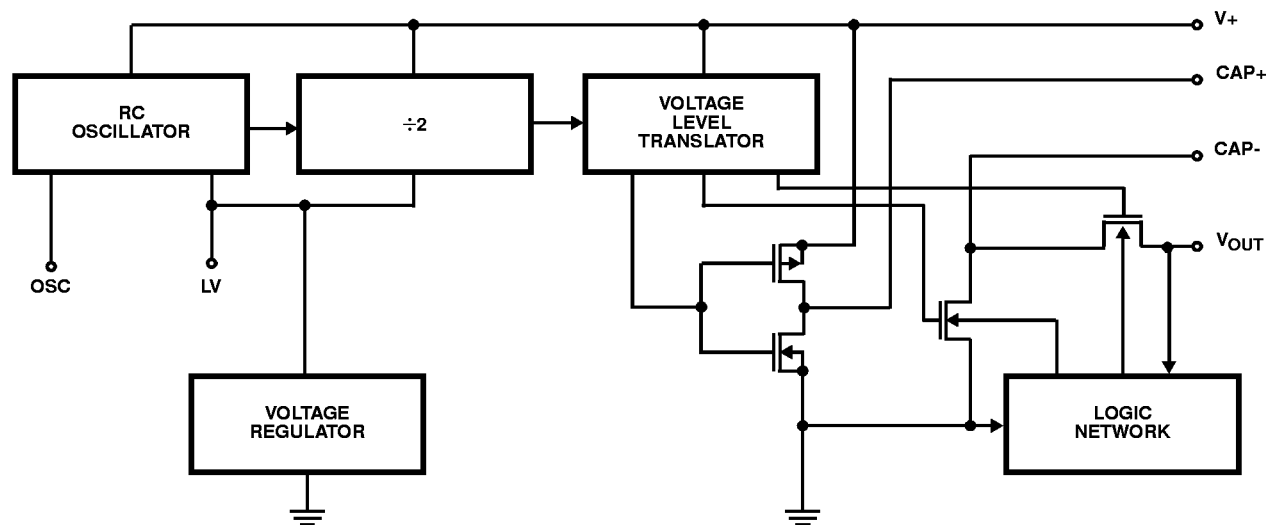 V+
CAP+
RC
OSCILLATOR
÷2
VOLTAGE
LEVEL
TRANSLATOR
CAP-
VOUT
OSC
LV
VOLTAGE
REGULATOR
LOGIC
NETWORK